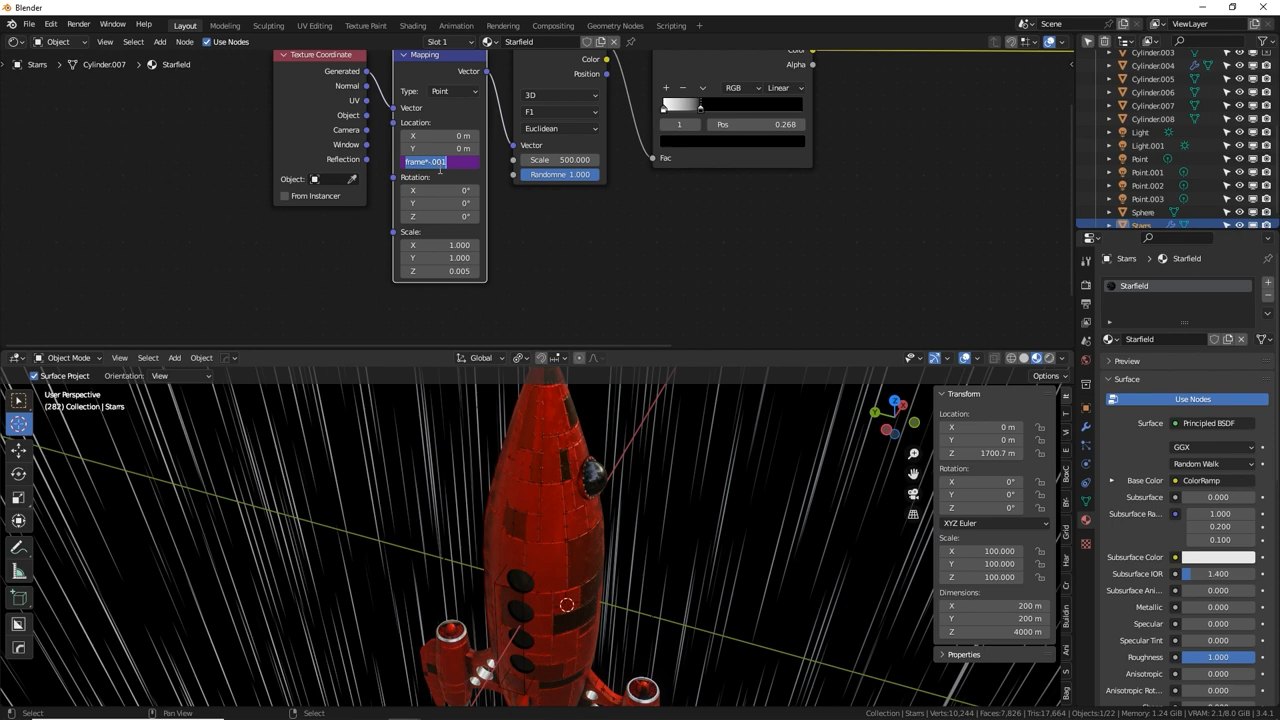 Blender
File Edit Render Window Help Layout Modeling Sculpting UV Editing Texture Paint Shading Animation Rendering Compositing Geometry Nodes Scripting Scene ViewLayer
Object View Select Add Node Use Nodes Slot 1 Starfield
Starrs Cylinder.007 Starfield
Texture Coordinate
Generated
Normal
UV
Object
Camera
Window
Reflection
Object:
From Instancer
Mapping
Vector
Type: Point
Vector
Location:
X 0 m
Y 0 m
frame*-.001
Rotation:
X 0°
Y 0°
Z 0°
Scale:
X 1.000
Y 1.000
Z 0.005
Color
Position
3D
F1
Euclidean
Vector
Scale 500.000
Randomne 1.000
Color
Alpha
RGB Linear
1 Pos 0.268
Fac
Cylinder.003
Cylinder.004
Cylinder.005
Cylinder.006
Cylinder.007
Cylinder.008
Light
Light.001
Point
Point.001
Point.002
Point.003
Sphere
Starrs
Starrs Starfield
Starfield
Starfield
Preview
Surface
Use Nodes
Surface Principled BSDF
GGX
Random Walk
Base Color ColorRamp
Subsurface 0.000
Subsurface Ra... 1.000
0.200
0.100
Subsurface Color
Subsurface IOR 1.400
Subsurface Ani... 0.000
Metallic 0.000
Specular 0.000
Specular Tint 0.000
Roughness 1.000
Anisotropic 0.000
Anisotropic Rot... 0.000
Object Mode View Select Add Object Global
Surface Project Orientation: View Options
User Perspective
(282) Collection | Starrs
Z
X
Y
Transform
Location:
X 0 m
Y 0 m
Z 1700.7 m
Rotation:
X 0°
Y 0°
Z 0°
XYZ Euler
Scale:
X 100.000
Y 100.000
Z 100.000
Dimensions:
X 200 m
Y 200 m
Z 4000 m
Properties
Select Pan View Select Collection | Starrs | Verts:10,244 | Faces:7,826 | Tris:17,664 | Objects:1/22 | Memory: 1.24 GiB | VRAM: 2.1/8.0 GiB | 3.4.1